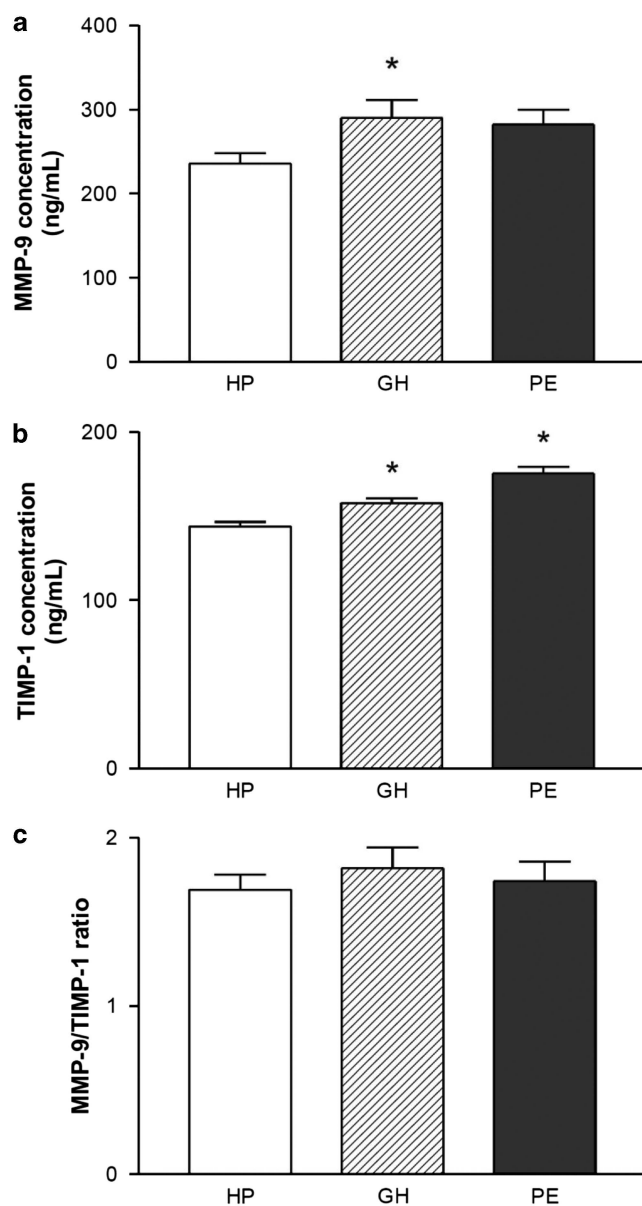 a
MMP-9 concentration
(ng/mL)
400
300
200
100
0
*
HP GH PE
b
TIMP-1 concentration
(ng/mL)
200
100
0
* *
HP GH PE
c
MMP-9/TIMP-1 ratio
2
1
0
HP GH PE